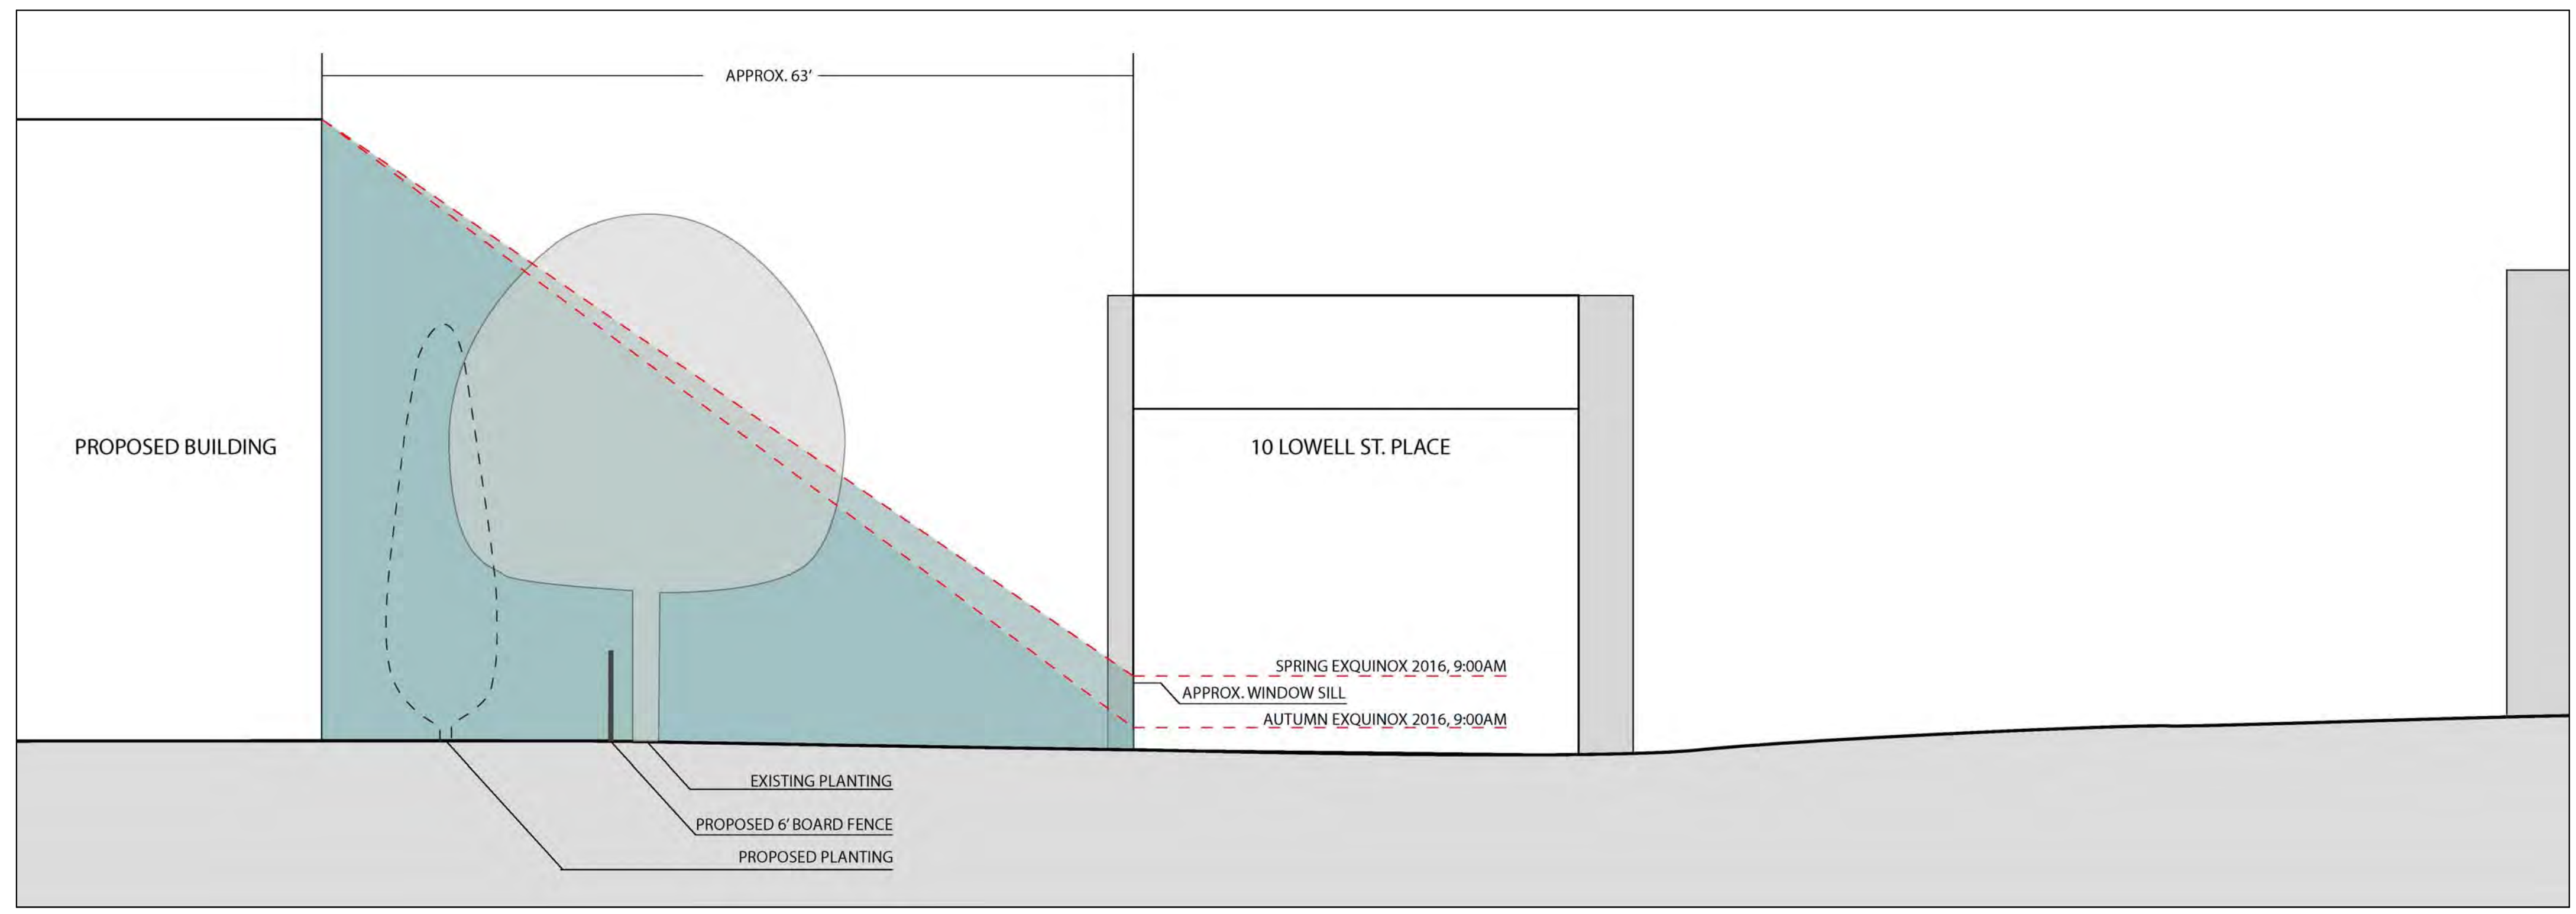 APPROX. 63'
PROPOSED BUILDING
10 LOWELL ST. PLACE
SPRING EXQUINOX 2016, 9:00AM
APPROX. WINDOW SILL
AUTUMN EXQUINOX 2016, 9:00AM
EXISTING PLANTING
PROPOSED 6' BOARD FENCE
PROPOSED PLANTING